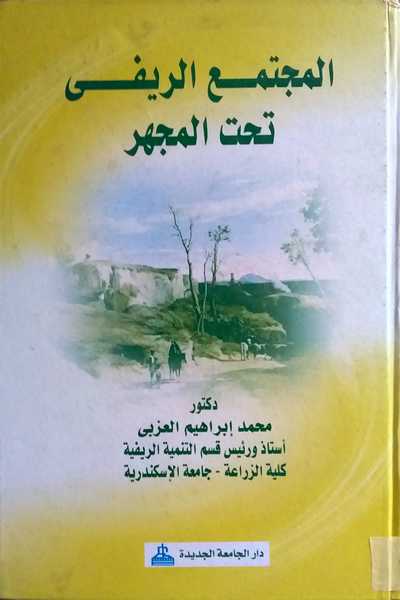 المجتمع الريفى
تحت المجهر
دكتور
محمد إبراهيم العزبى
أستاذ ورئيس قسم التنمية الريفية
كلية الزراعة - جامعة الإسكندرية
دار الجامعة الجديدة